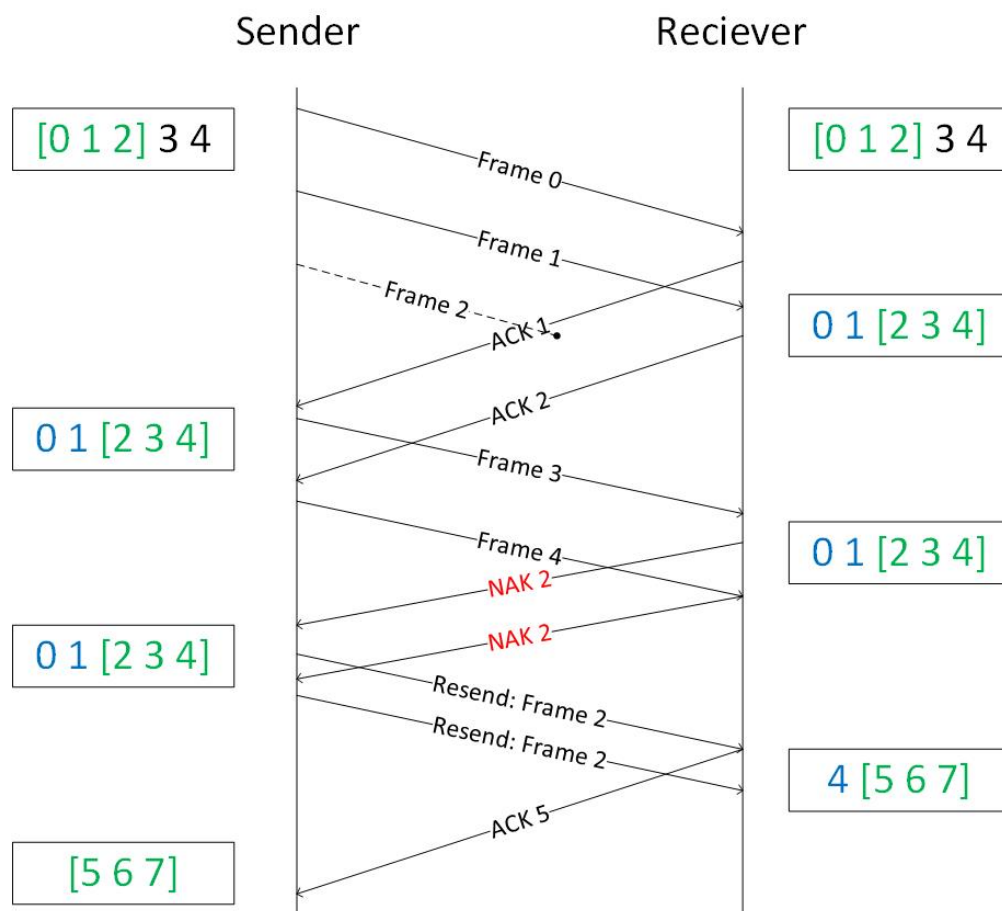 Sender
Reciever
[0 1 2] 3 4
[0 1 2] 3 4
Frame 0
Frame 1
Frame 2
ACK 1
0 1 [2 3 4]
ACK 2
0 1 [2 3 4]
Frame 3
Frame 4
0 1 [2 3 4]
NAK 2
NAK 2
0 1 [2 3 4]
Resend: Frame 2
Resend: Frame 2
4 [5 6 7]
ACK 5
[5 6 7]